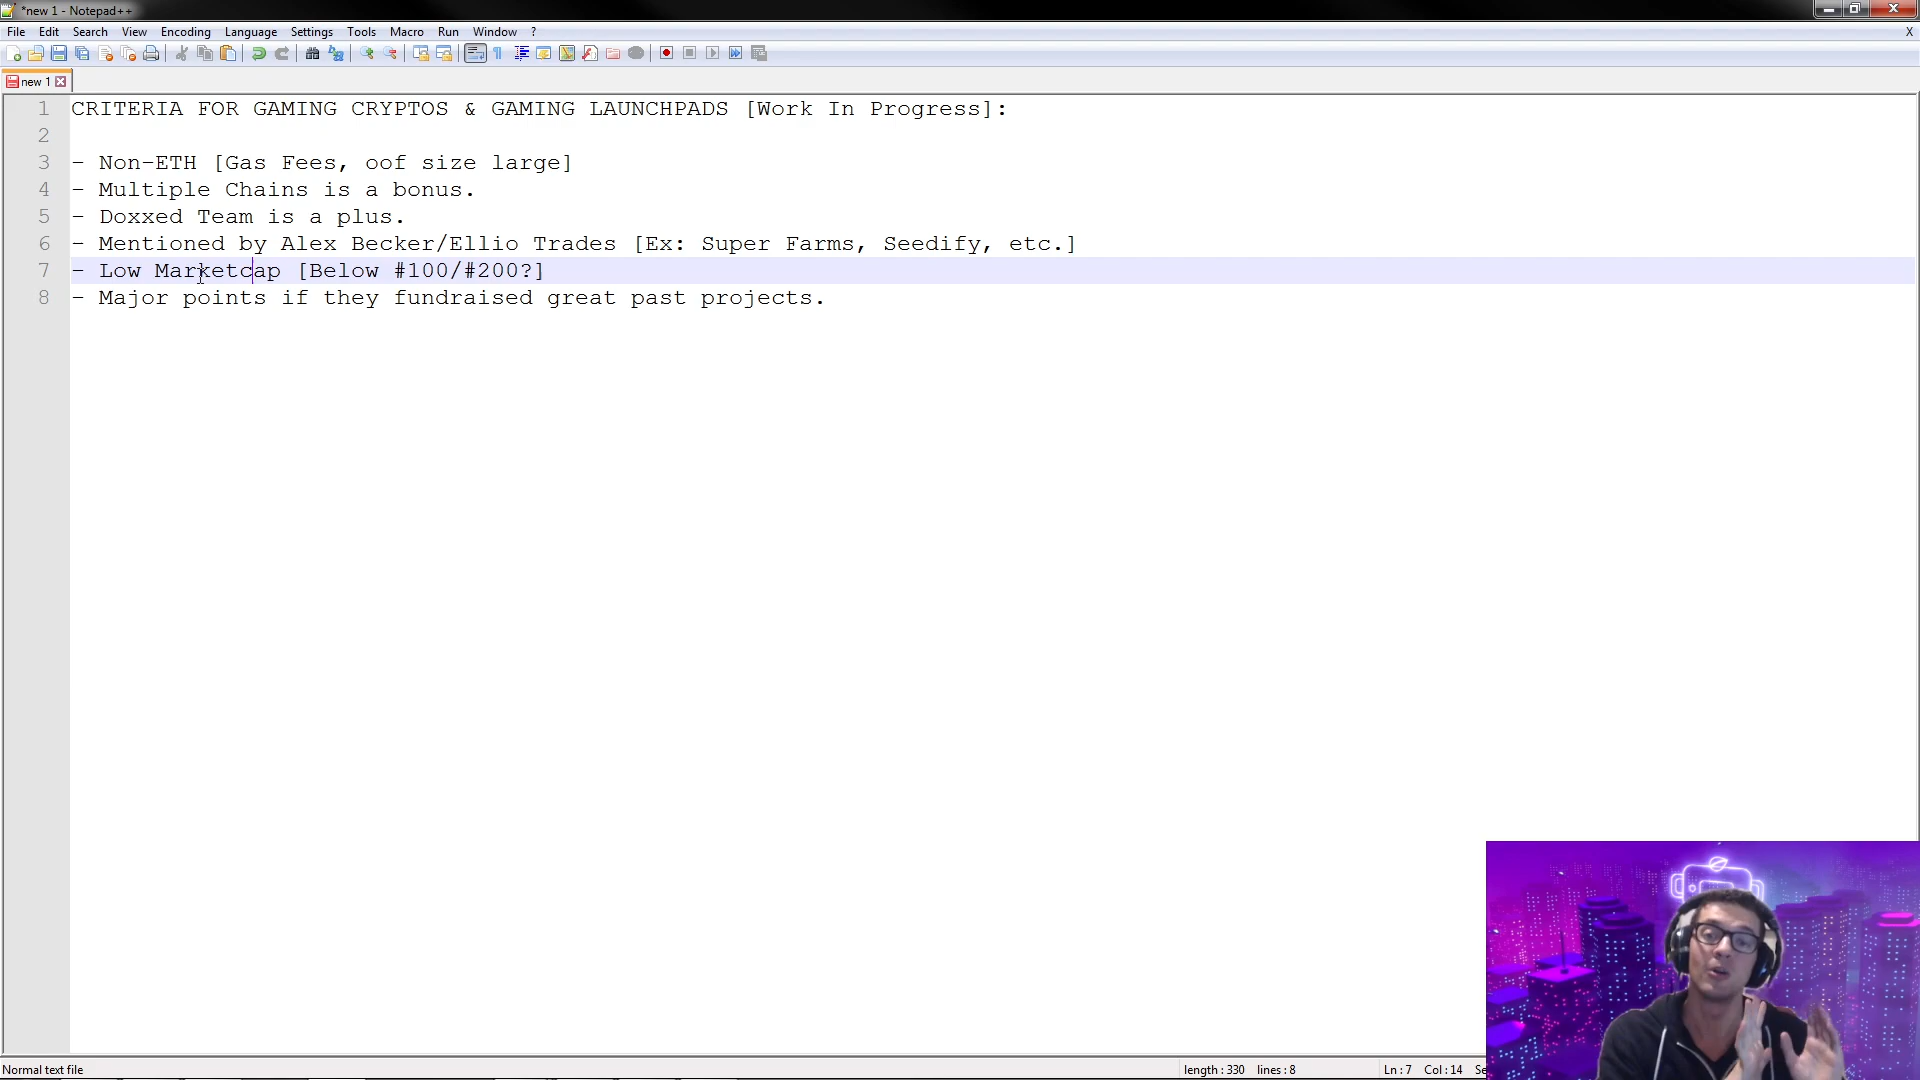 *new 1 - Notepad++
File Edit Search View Encoding Language Settings Tools Macro Run Window ? X
new 1
1 CRITERIA FOR GAMING CRYPTOS & GAMING LAUNCHPADS [Work In Progress]:
2
3 - Non-ETH [Gas Fees, oof size large]
4 - Multiple Chains is a bonus.
5 - Doxxed Team is a plus.
6 - Mentioned by Alex Becker/Ellio Trades [Ex: Super Farms, Seedify, etc.]
7 - Low Marketcap [Below #100/#200?]
8 - Major points if they fundraised great past projects.
Normal text file length : 330 lines : 8 Ln : 7 Col : 14 Se